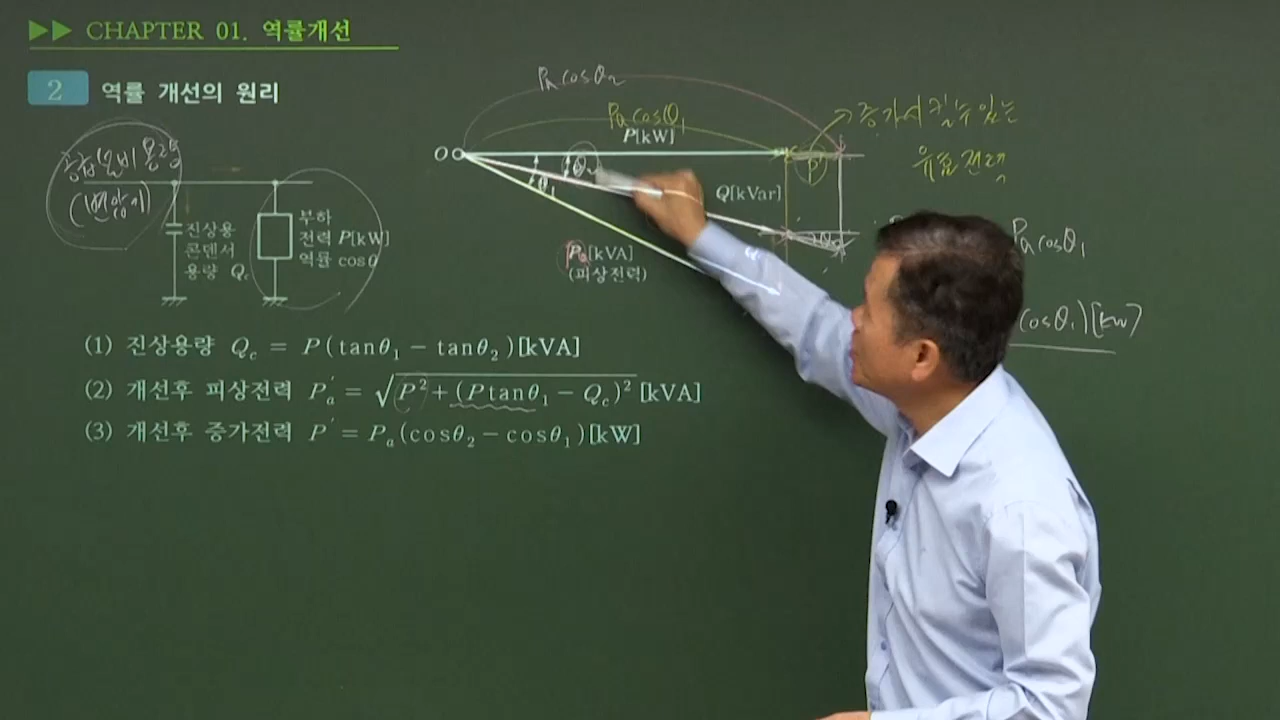 ▶▶ CHAPTER 01. 역률개선
2 역률 개선의 원리
Pa cosθ2
Pa cosθ1
P[kW]
→ 증가시킬 수 있는
유효전력
P'
O
θ2
θ1
Q[kVar]
Pa[kVA]
(피상전력)
공급설비 용량
(변압기)
진상용
콘덴서
용량 Qc
부하
전력 P[kW]
역률 cosθ
Pa cosθ1
cosθ1)[kW]
(1) 진상용량 Qc = P(tanθ1 − tanθ2)[kVA]
(2) 개선후 피상전력 Pa′ = √P²+(Ptanθ1 − Qc)² [kVA]
(3) 개선후 증가전력 P′ = Pa(cosθ2 − cosθ1)[kW]